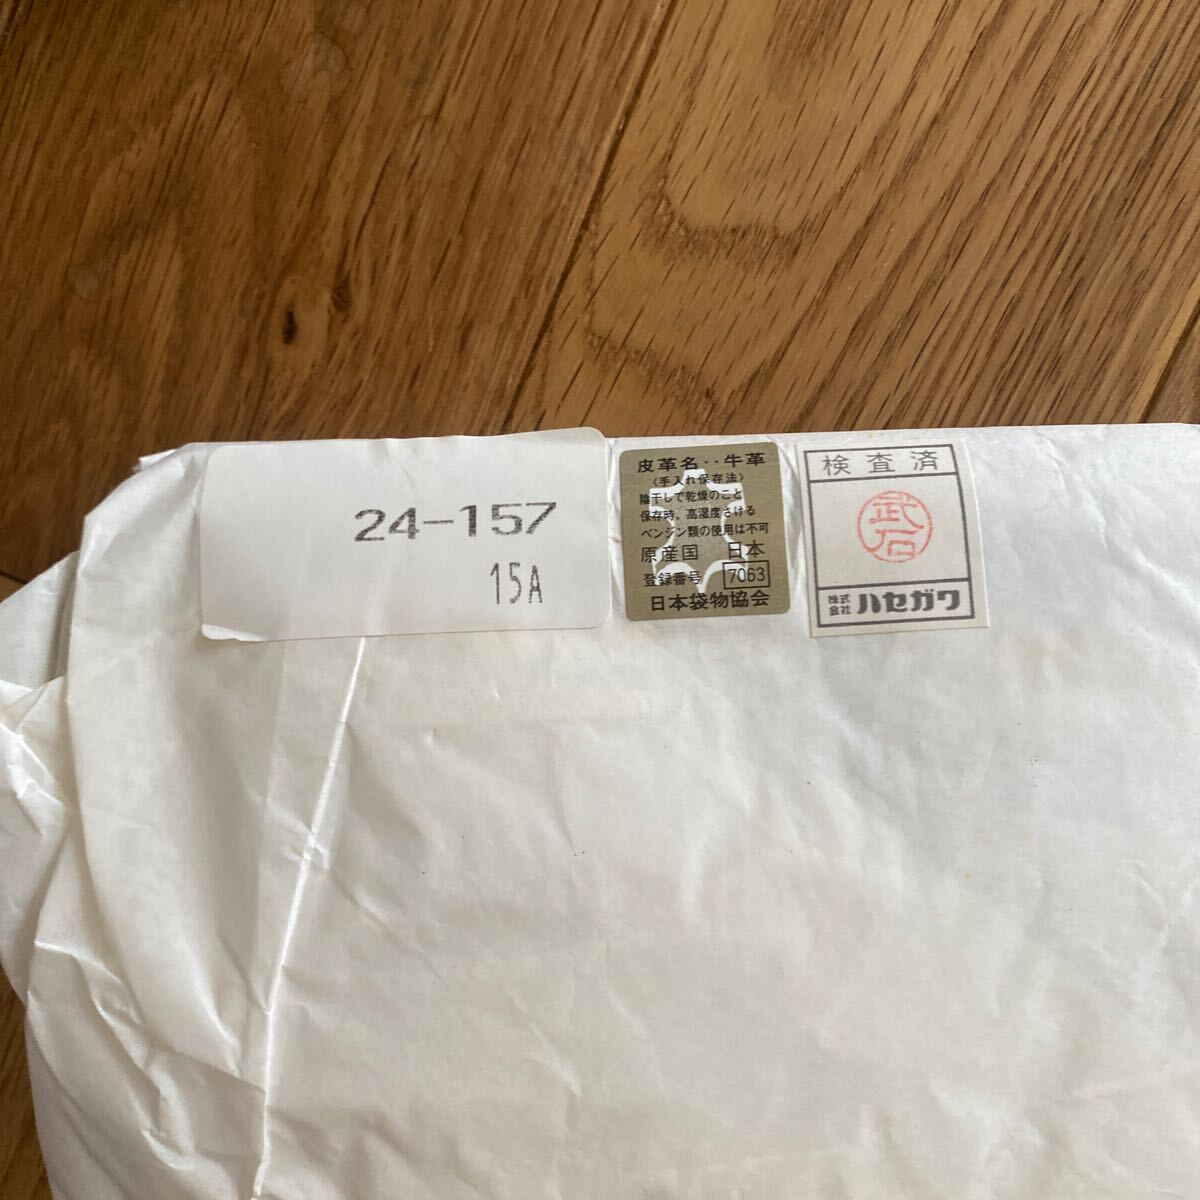 24-157
15A
皮革名‥牛革
〈手入れ保存法〉
陰干しで乾燥のこと
保存時、高湿度さける
ベンジン類の使用は不可
原産国 日本
登録番号 7063
日本袋物協会
検査済
武石
株式会社 ハセガワ